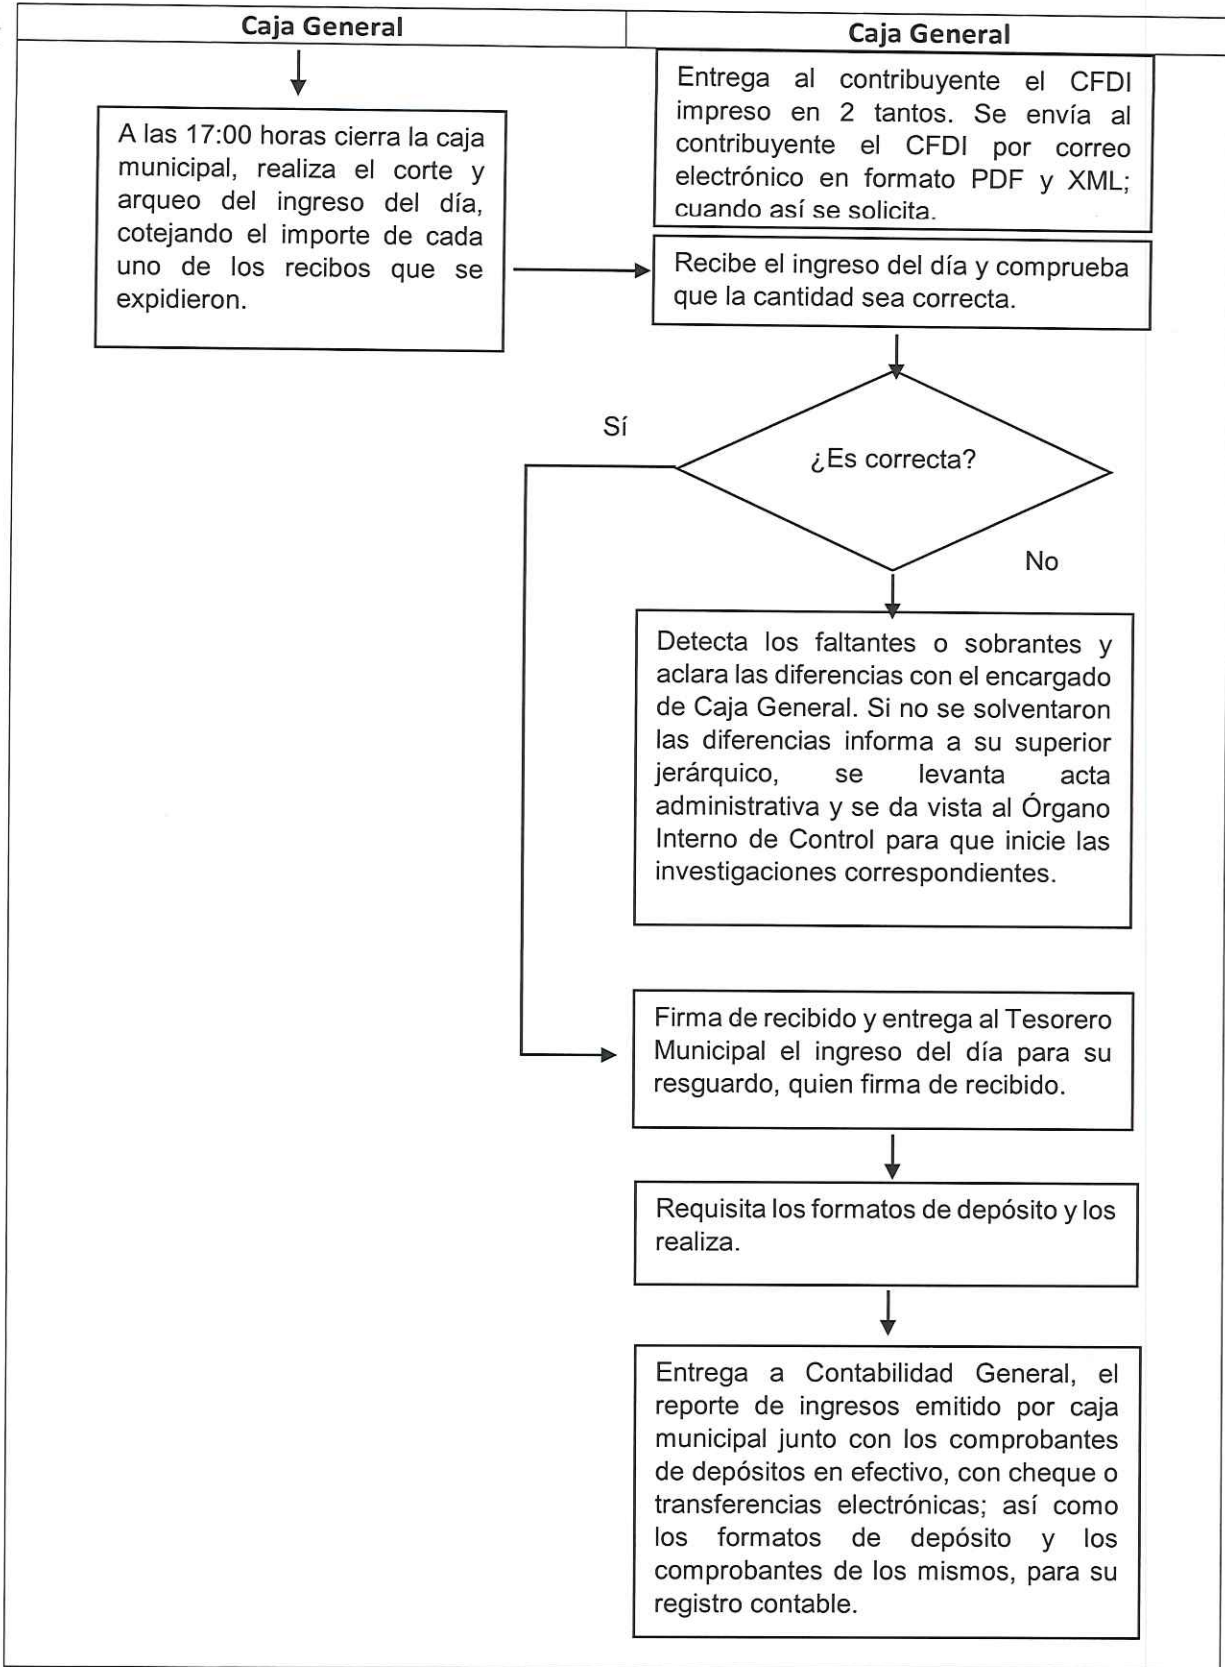 Caja General
Caja General
A las 17:00 horas cierra la caja
municipal, realiza el corte y
arqueo del ingreso del día,
cotejando el importe de cada
uno de los recibos que se
expidieron.
Entrega al contribuyente el CFDI
impreso en 2 tantos. Se envía al
contribuyente el CFDI por correo
electrónico en formato PDF y XML;
cuando así se solicita.
Recibe el ingreso del día y comprueba
que la cantidad sea correcta.
Sí
¿Es correcta?
No
Detecta los faltantes o sobrantes y
aclara las diferencias con el encargado
de Caja General. Si no se solventaron
las diferencias informa a su superior
jerárquico, se levanta acta
administrativa y se da vista al Órgano
Interno de Control para que inicie las
investigaciones correspondientes.
Firma de recibido y entrega al Tesorero
Municipal el ingreso del día para su
resguardo, quien firma de recibido.
Requisita los formatos de depósito y los
realiza.
Entrega a Contabilidad General, el
reporte de ingresos emitido por caja
municipal junto con los comprobantes
de depósitos en efectivo, con cheque o
transferencias electrónicas; así como
los formatos de depósito y los
comprobantes de los mismos, para su
registro contable.